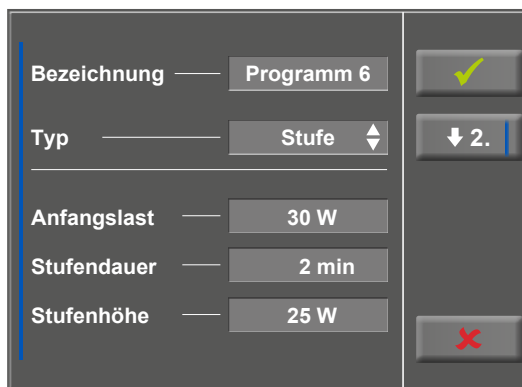 Bezeichnung Programm 6
Typ Stufe
2.
Anfangslast 30 W
Stufendauer 2 min
Stufenhöhe 25 W